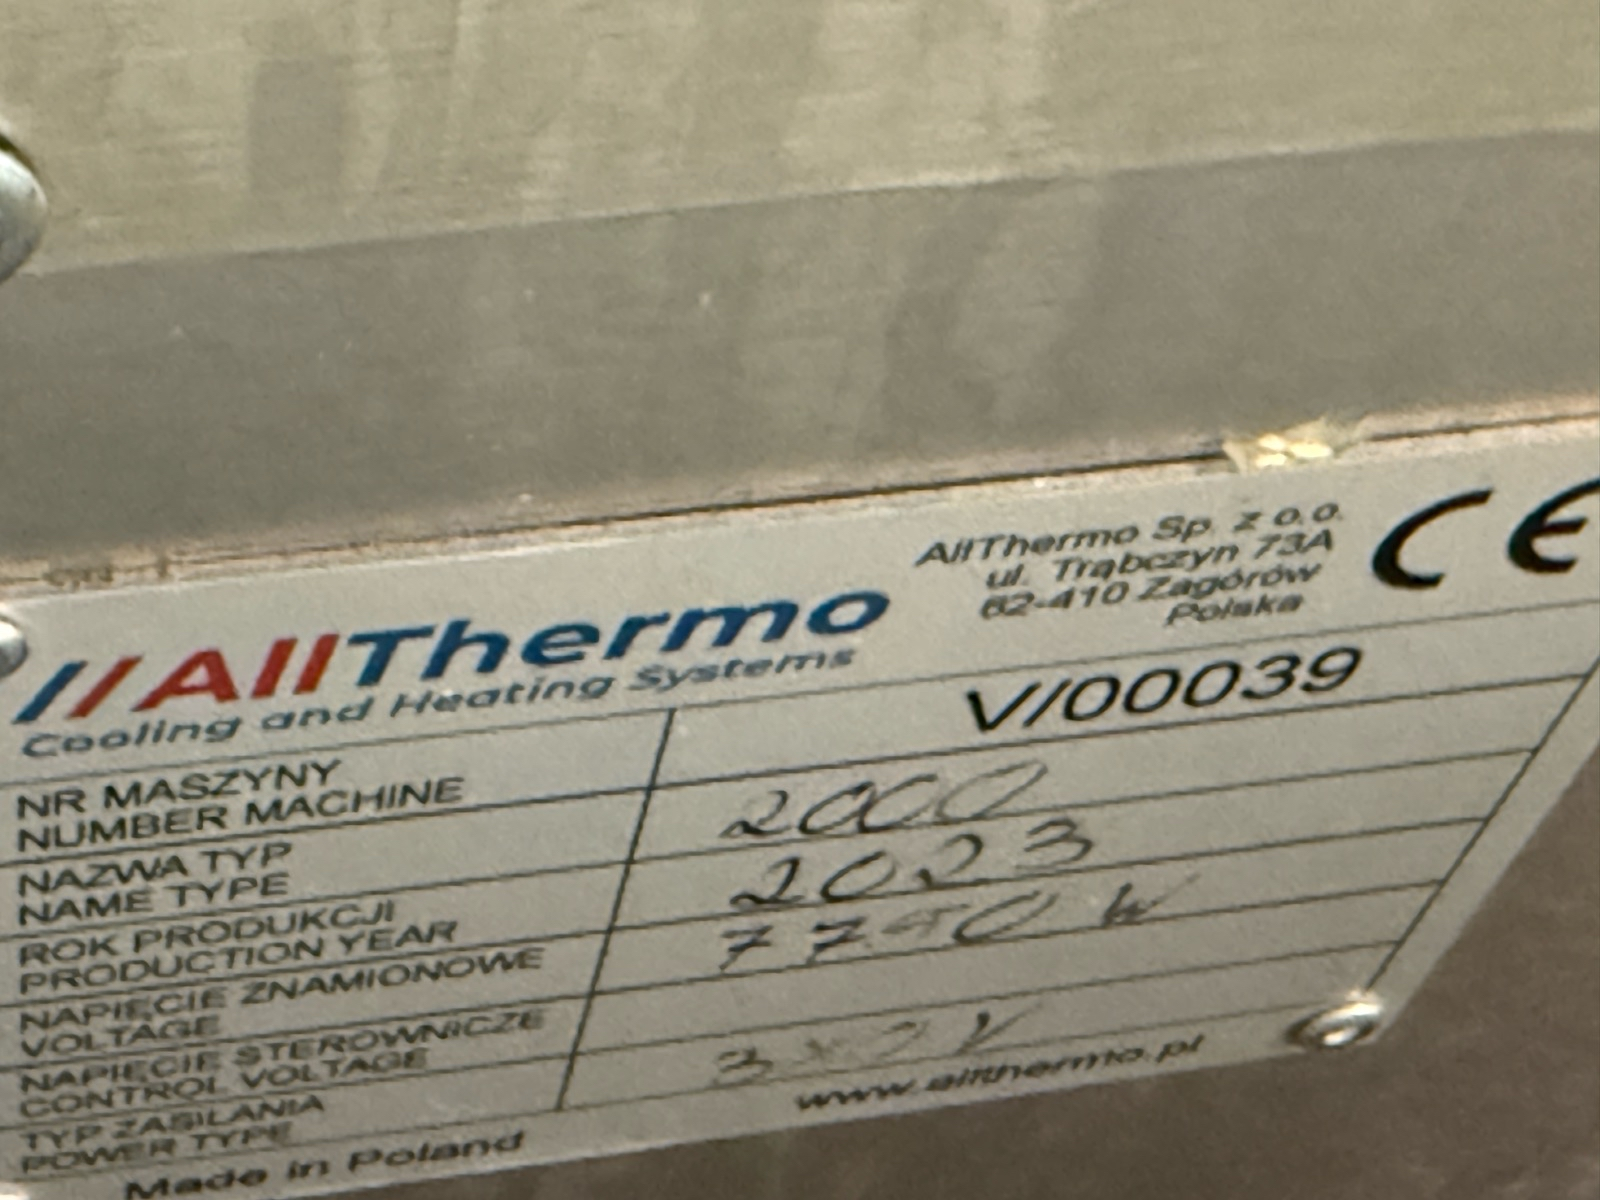 //AllThermo
Cooling and Heating Systems
AllThermo Sp. z o.o.
ul. Trąbczyn 73A
62-410 Zagórów
Polska
CE
NR MASZYNY
NUMBER MACHINE
V/00039
NAZWA TYP
NAME TYPE
2000
ROK PRODUKCJI
PRODUCTION YEAR
2023
NAPIĘCIE ZNAMIONOWE
VOLTAGE
W
NAPIĘCIE STEROWNICZE
CONTROL VOLTAGE
TYP ZASILANIA
POWER TYPE
Made in Poland
www.allthermo.pl